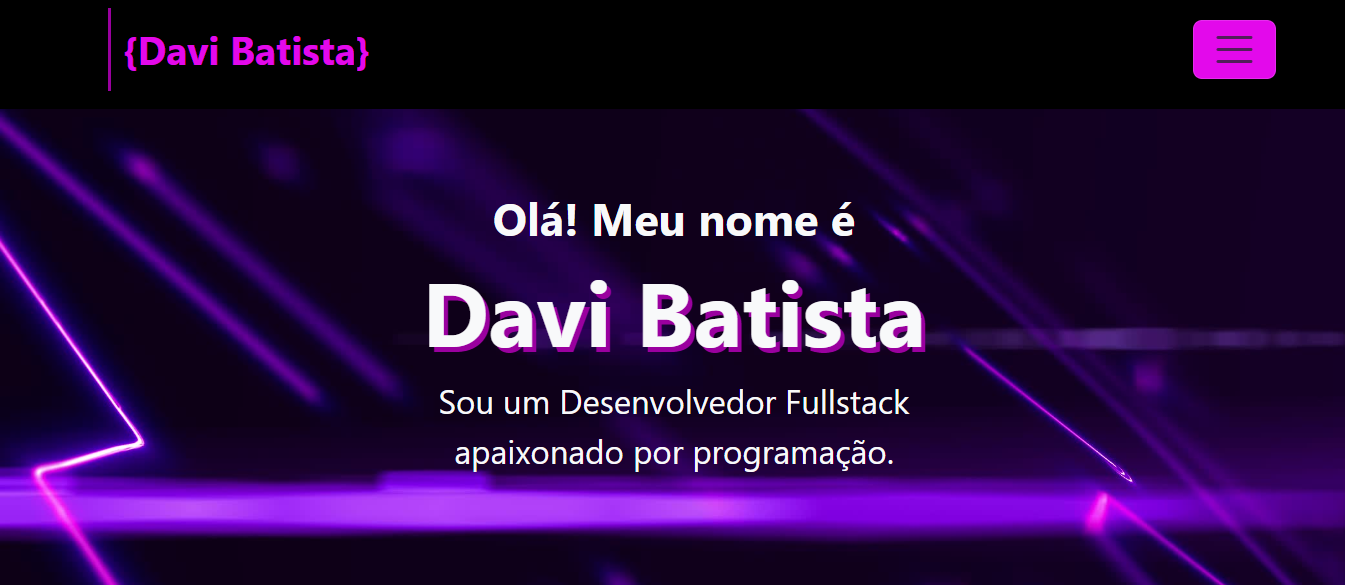 {Davi Batista}
Olá! Meu nome é
Davi Batista
Sou um Desenvolvedor Fullstack
apaixonado por programação.